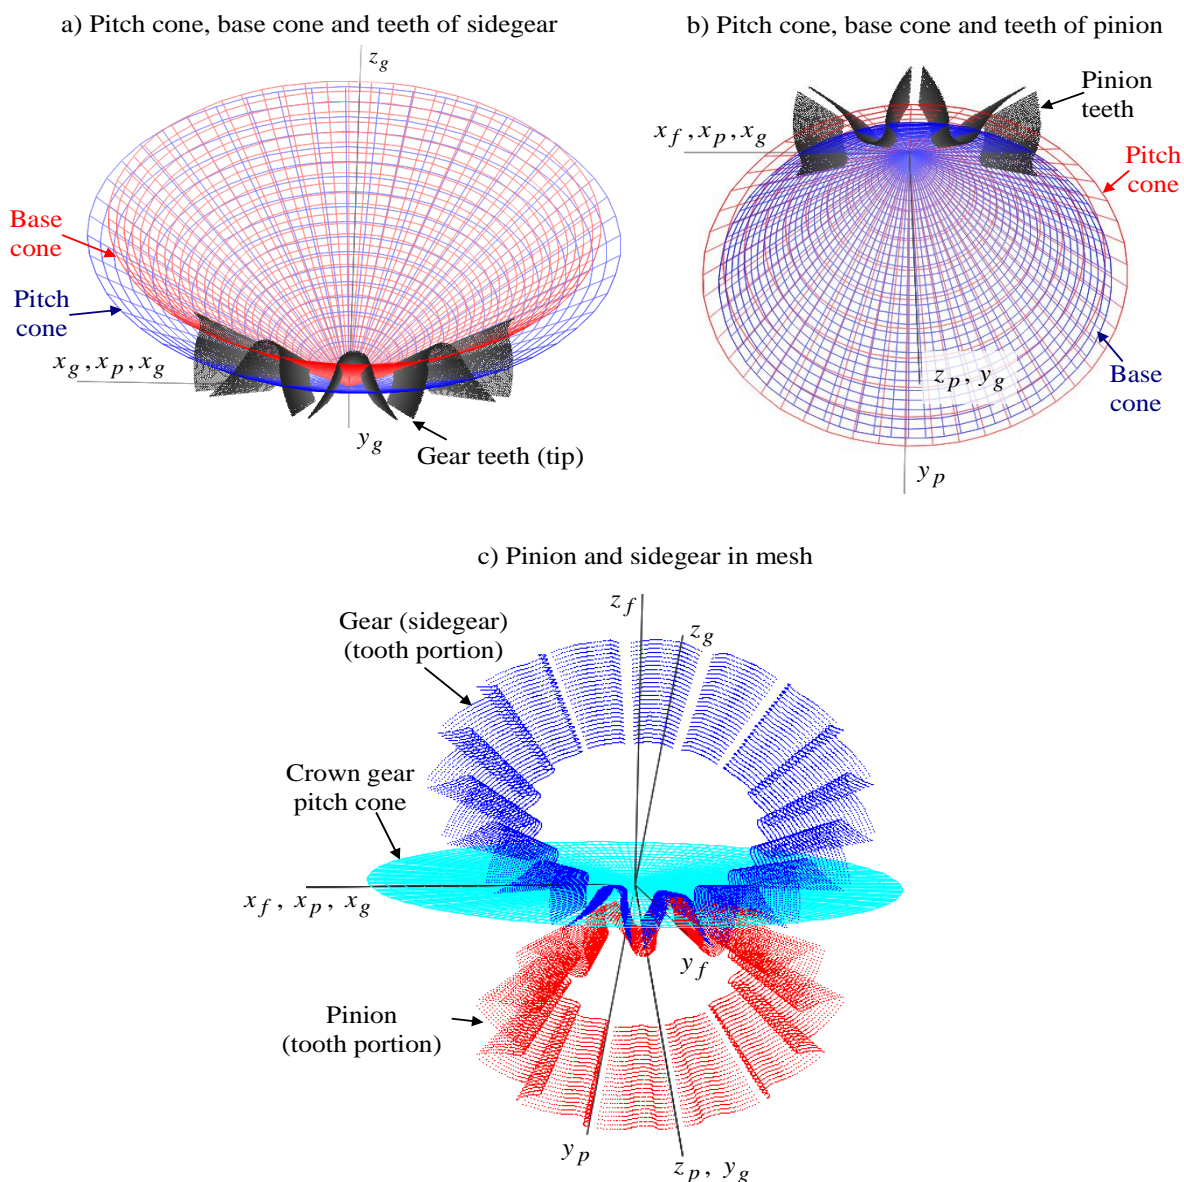 a) Pitch cone, base cone and teeth of sidegear
b) Pitch cone, base cone and teeth of pinion
z_g
Base
cone
Pitch
cone
x_g, x_p, x_g
y_g
Gear teeth (tip)
Pinion
teeth
x_f, x_p, x_g
Pitch
cone
z_p, y_g
Base
cone
y_p
c) Pinion and sidegear in mesh
z_f
Gear (sidegear)
(tooth portion)
z_g
Crown gear
pitch cone
x_f, x_p, x_g
y_f
Pinion
(tooth portion)
y_p
z_p, y_g